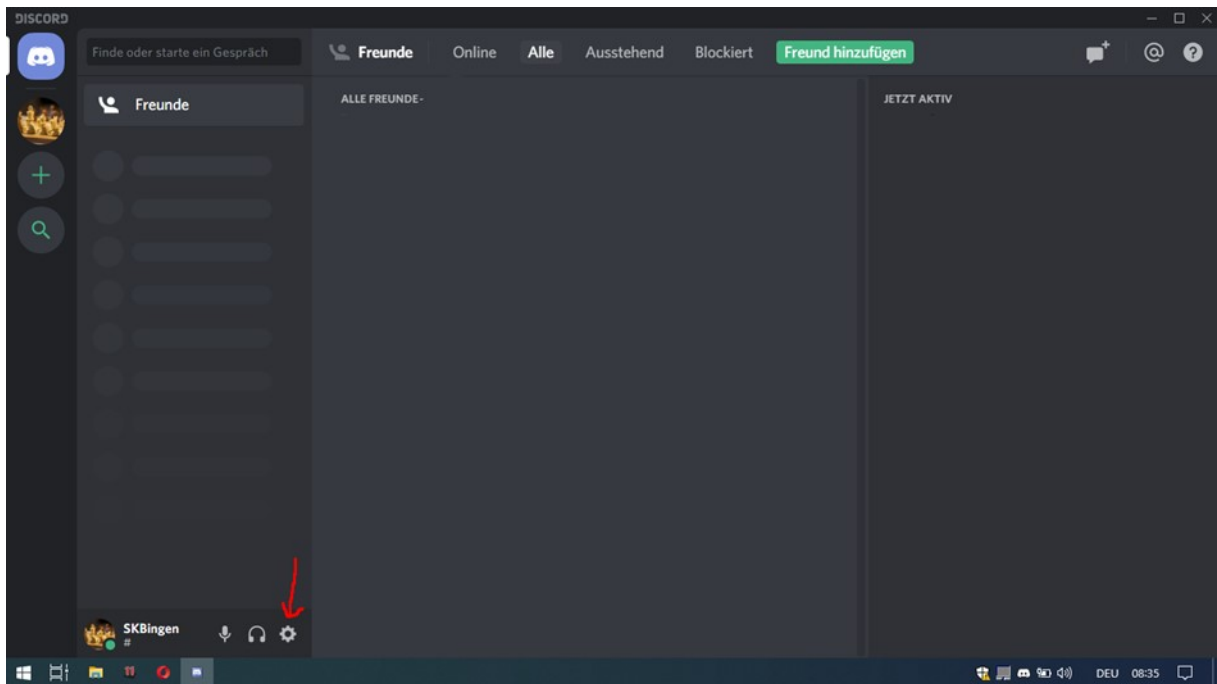 DISCORD
Finde oder starte ein Gespräch
Freunde Online Alle Ausstehend Blockiert Freund hinzufügen
Freunde
ALLE FREUNDE-
JETZT AKTIV
SKBingen
#
DEU 08:35